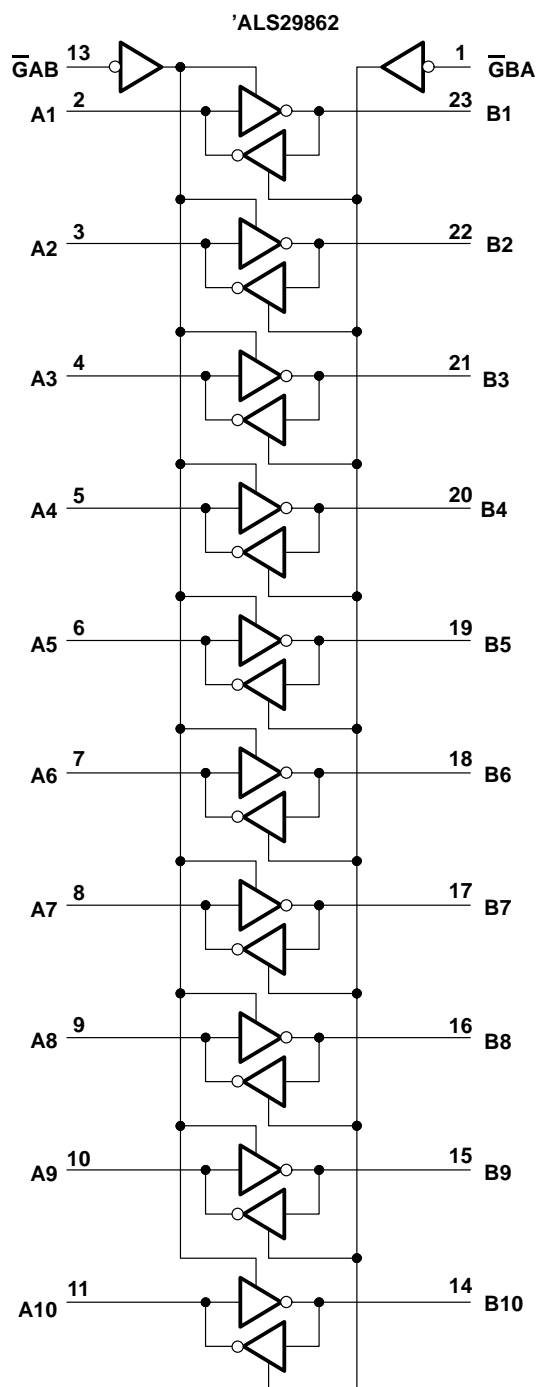 'ALS29862
G̅AB 13 1 G̅BA
A1 2 23 B1
A2 3 22 B2
A3 4 21 B3
A4 5 20 B4
A5 6 19 B5
A6 7 18 B6
A7 8 17 B7
A8 9 16 B8
A9 10 15 B9
A10 11 14 B10